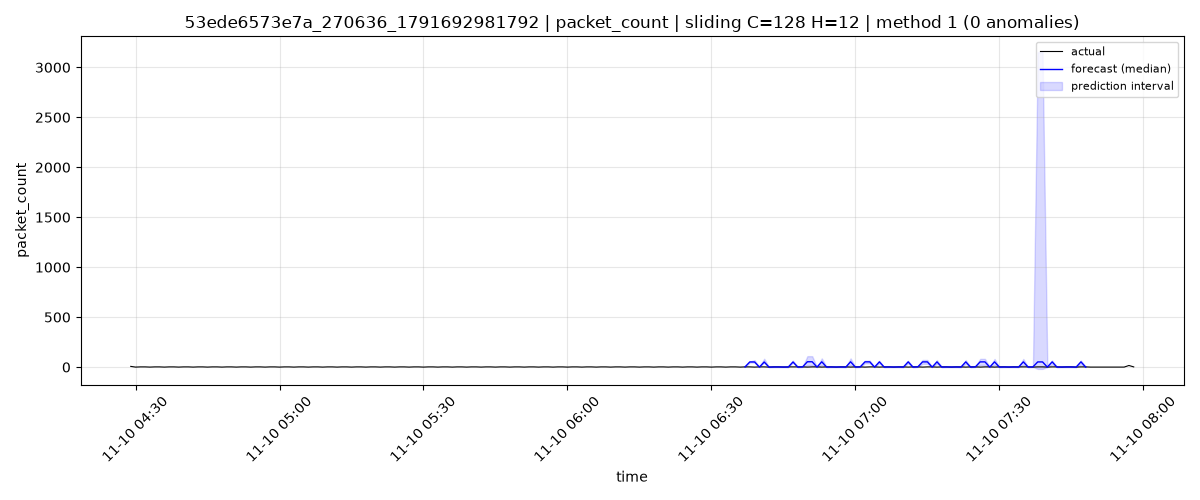 53ede6573e7a_270636_1791692981792 | packet_count | sliding C=128 H=12 | method 1 (0 anomalies)
actual
forecast (median)
prediction interval
packet_count
3000
2500
2000
1500
1000
500
0
11-10 04:30
11-10 05:00
11-10 05:30
11-10 06:00
11-10 06:30
11-10 07:00
11-10 07:30
11-10 08:00
time